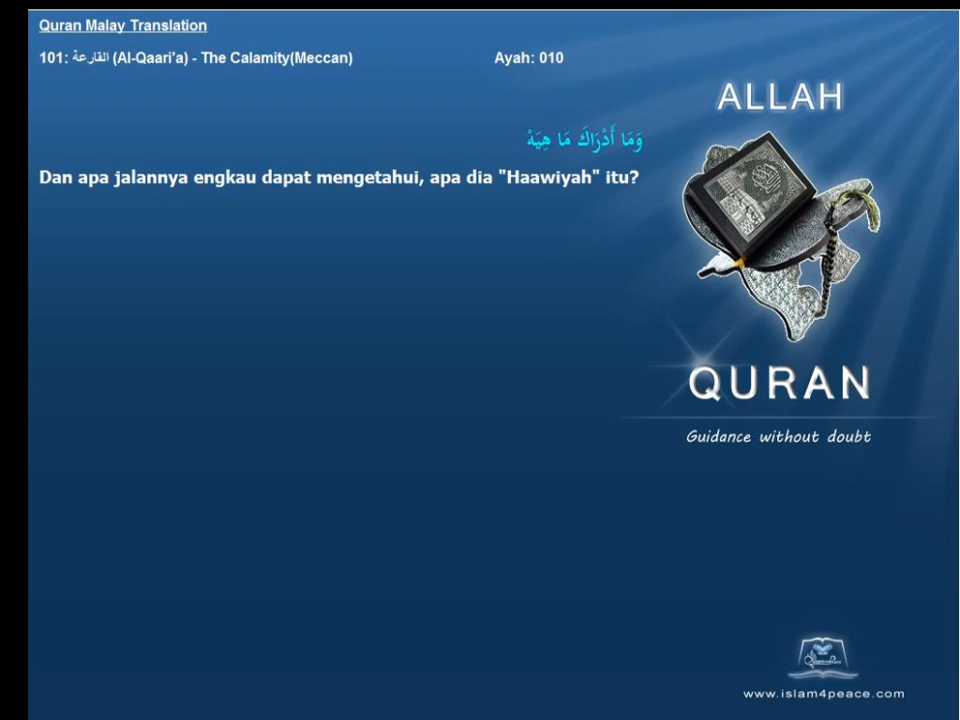 Quran Malay Translation
101: القارعة (Al-Qaari'a) - The Calamity(Meccan) Ayah: 010
ALLAH
وَمَا أَدْرَاكَ مَا هِيَهْ
Dan apa jalannya engkau dapat mengetahui, apa dia "Haawiyah" itu?
QURAN
Guidance without doubt
www.islam4peace.com